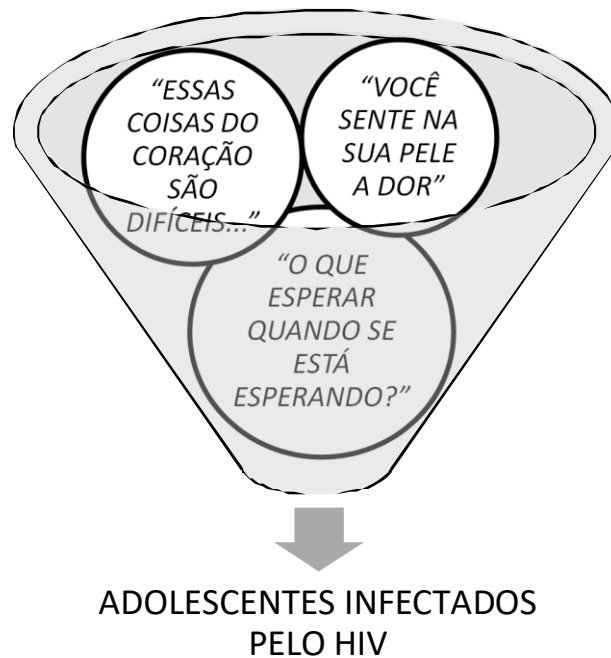 “ESSAS
COISAS DO
CORAÇÃO
SÃO
DIFÍCEIS...”
“VOCÊ
SENTE NA
SUA PELE
A DOR”
“O QUE
ESPERAR
QUANDO SE
ESTÁ
ESPERANDO?”
ADOLESCENTES INFECTADOS
PELO HIV